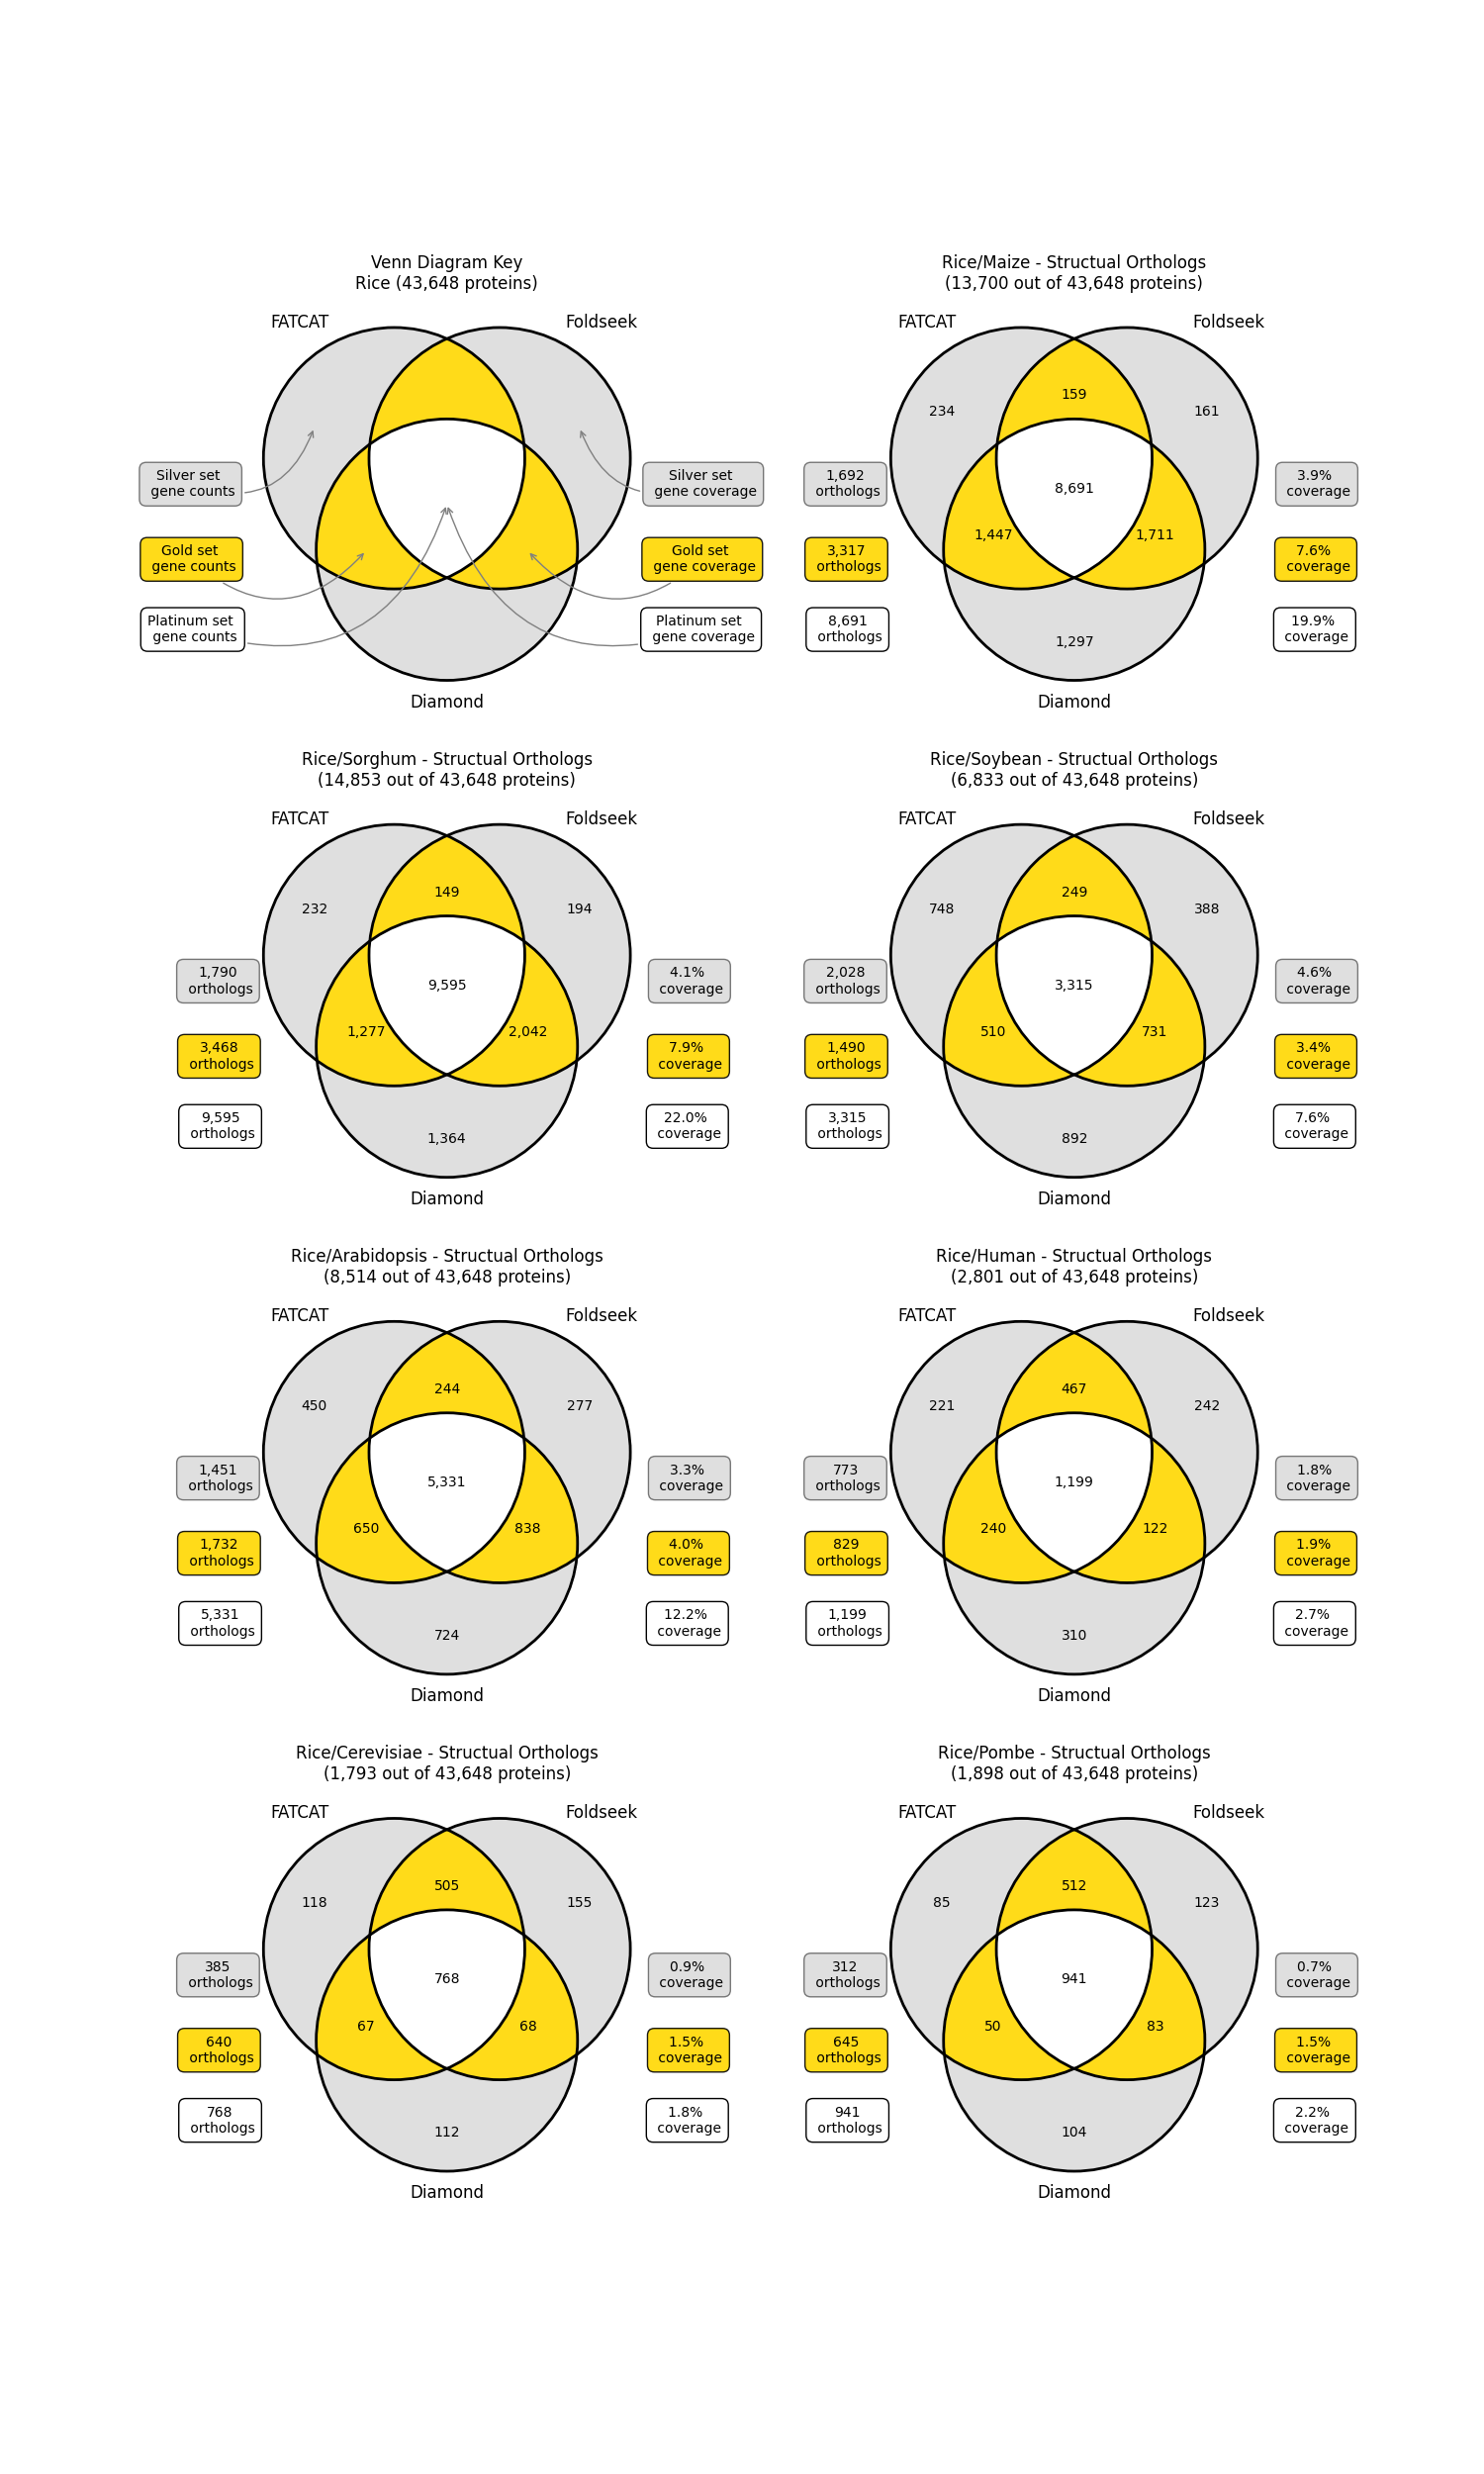 Venn Diagram Key
Rice (43,648 proteins)
FATCAT
Foldseek
Silver set
gene counts
Silver set
gene coverage
Gold set
gene counts
Gold set
gene coverage
Platinum set
gene counts
Platinum set
gene coverage
Diamond
Rice/Maize - Structual Orthologs
(13,700 out of 43,648 proteins)
FATCAT
Foldseek
159
234
161
1,692
orthologs
8,691
3.9%
coverage
1,447
1,711
3,317
orthologs
7.6%
coverage
8,691
orthologs
19.9%
coverage
1,297
Diamond
Rice/Sorghum - Structual Orthologs
(14,853 out of 43,648 proteins)
FATCAT
Foldseek
149
232
194
1,790
orthologs
9,595
4.1%
coverage
1,277
2,042
3,468
orthologs
7.9%
coverage
9,595
orthologs
22.0%
coverage
1,364
Diamond
Rice/Soybean - Structual Orthologs
(6,833 out of 43,648 proteins)
FATCAT
Foldseek
249
748
388
2,028
orthologs
3,315
4.6%
coverage
510
731
1,490
orthologs
3.4%
coverage
3,315
orthologs
7.6%
coverage
892
Diamond
Rice/Arabidopsis - Structual Orthologs
(8,514 out of 43,648 proteins)
FATCAT
Foldseek
244
450
277
1,451
orthologs
5,331
3.3%
coverage
650
838
1,732
orthologs
4.0%
coverage
5,331
orthologs
12.2%
coverage
724
Diamond
Rice/Human - Structual Orthologs
(2,801 out of 43,648 proteins)
FATCAT
Foldseek
467
221
242
773
orthologs
1,199
1.8%
coverage
240
122
829
orthologs
1.9%
coverage
1,199
orthologs
2.7%
coverage
310
Diamond
Rice/Cerevisiae - Structual Orthologs
(1,793 out of 43,648 proteins)
FATCAT
Foldseek
505
118
155
385
orthologs
768
0.9%
coverage
67
68
640
orthologs
1.5%
coverage
768
orthologs
1.8%
coverage
112
Diamond
Rice/Pombe - Structual Orthologs
(1,898 out of 43,648 proteins)
FATCAT
Foldseek
512
85
123
312
orthologs
941
0.7%
coverage
50
83
645
orthologs
1.5%
coverage
941
orthologs
2.2%
coverage
104
Diamond